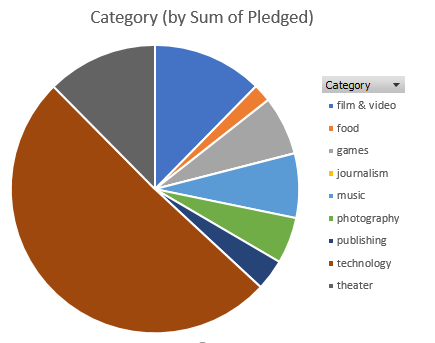 Category (by Sum of Pledged)
Category
film & video
food
games
journalism
music
photography
publishing
technology
theater